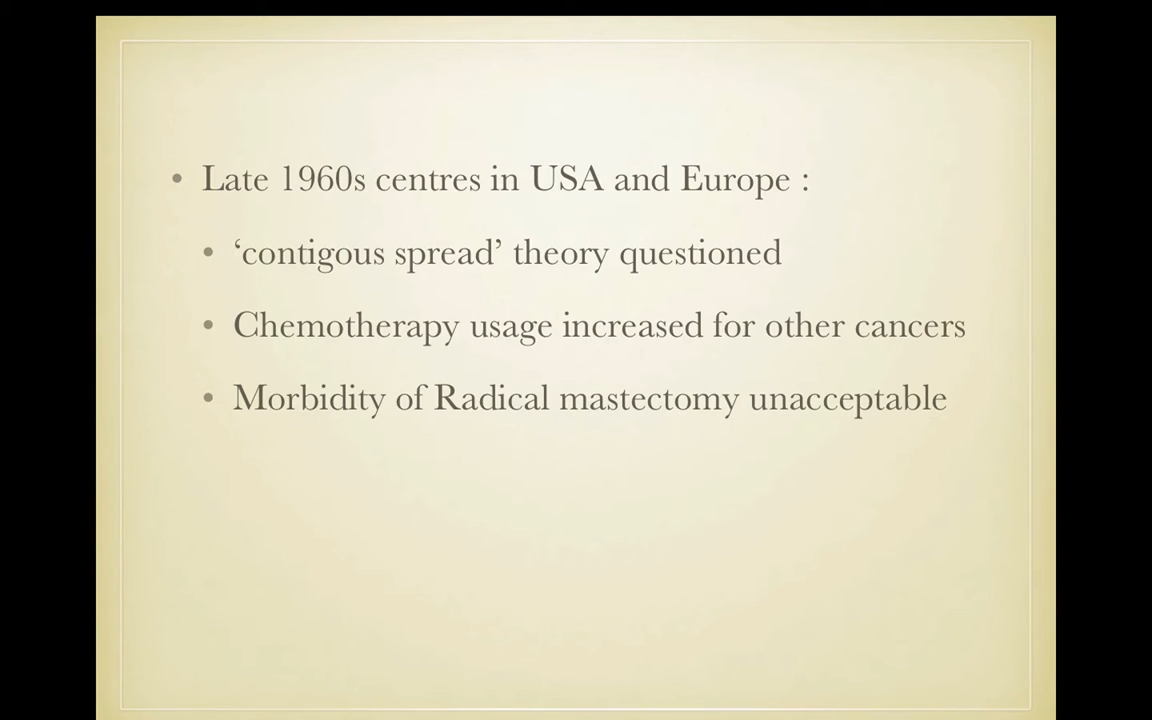 • Late 1960s centres in USA and Europe :
• ‘contigous spread’ theory questioned
• Chemotherapy usage increased for other cancers
• Morbidity of Radical mastectomy unacceptable